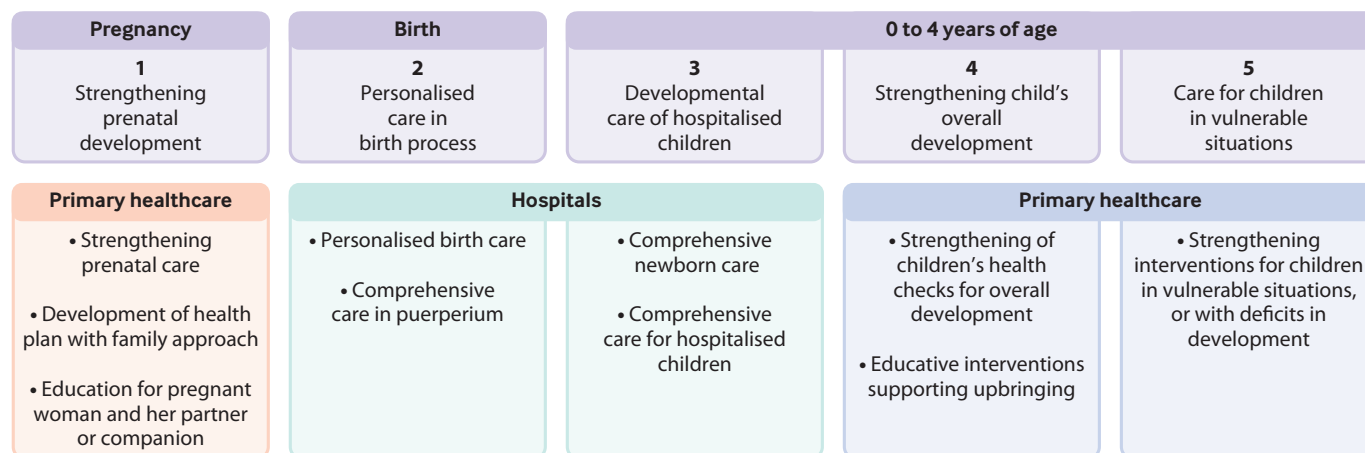 Pregnancy
Birth
0 to 4 years of age
1
Strengthening
prenatal
development
2
Personalised
care in
birth process
3
Developmental
care of hospitalised
children
4
Strengthening child's
overall
development
5
Care for children
in vulnerable
situations
Primary healthcare
• Strengthening
prenatal care
• Development of health
plan with family approach
• Education for pregnant
woman and her partner
or companion
Hospitals
• Personalised birth care
• Comprehensive
care in puerperium
• Comprehensive
newborn care
• Comprehensive
care for hospitalised
children
Primary healthcare
• Strengthening of
children's health
checks for overall
development
• Educative interventions
supporting upbringing
• Strengthening
interventions for children
in vulnerable situations,
or with deficits in
development